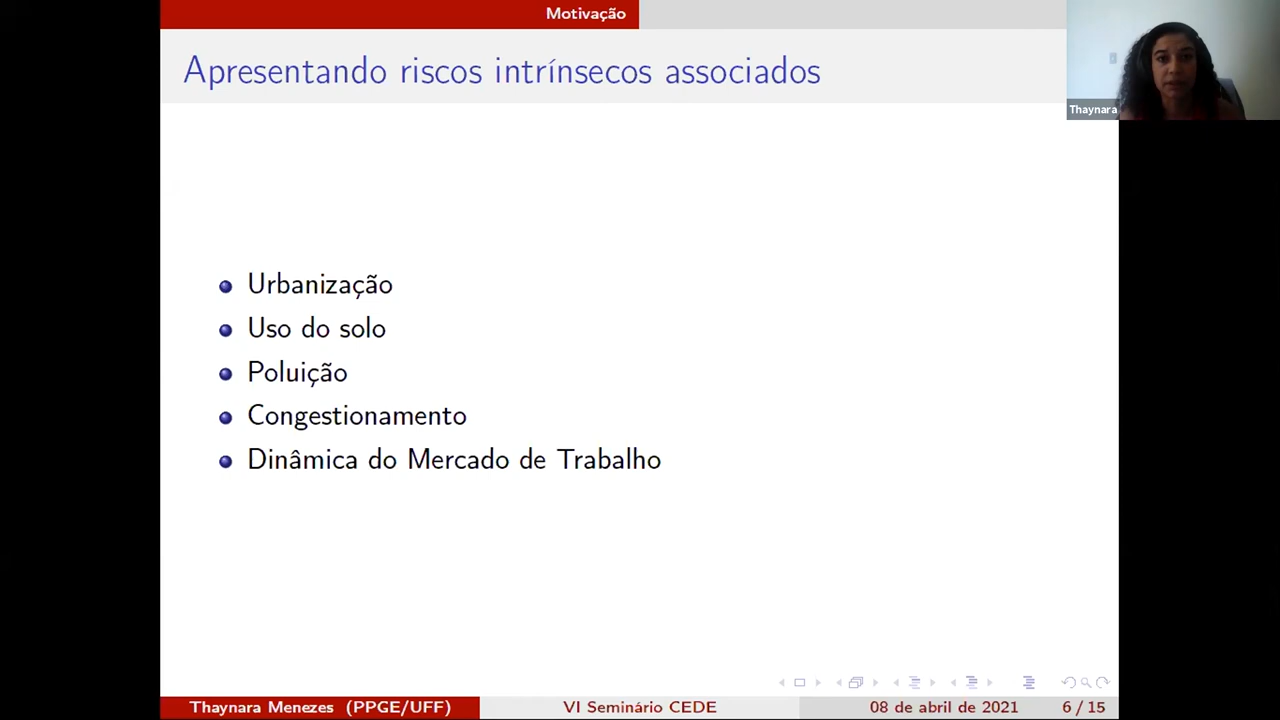 Motivação
Apresentando riscos intrínsecos associados
Thaynara
Urbanização
Uso do solo
Poluição
Congestionamento
Dinâmica do Mercado de Trabalho
Thaynara Menezes (PPGE/UFF) VI Seminário CEDE 08 de abril de 2021 6 / 15